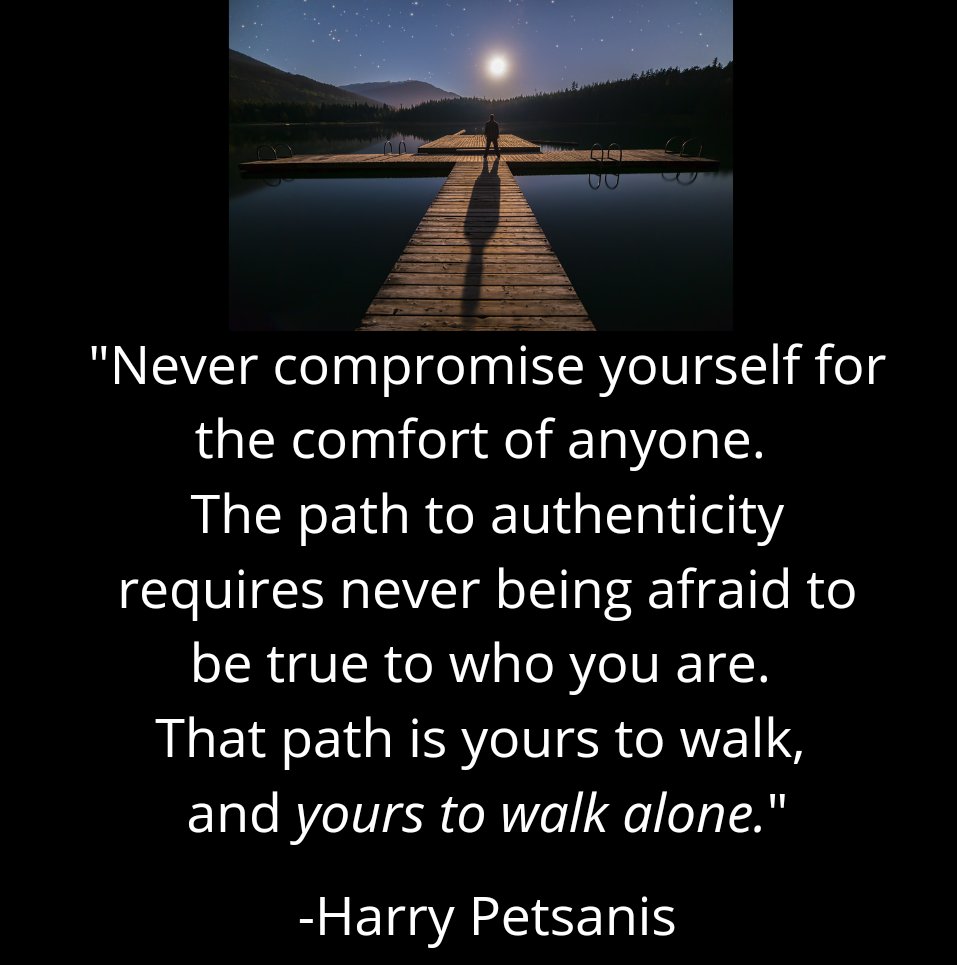 "Never compromise yourself for
the comfort of anyone.
The path to authenticity
requires never being afraid to
be true to who you are.
That path is yours to walk,
and yours to walk alone."
-Harry Petsanis